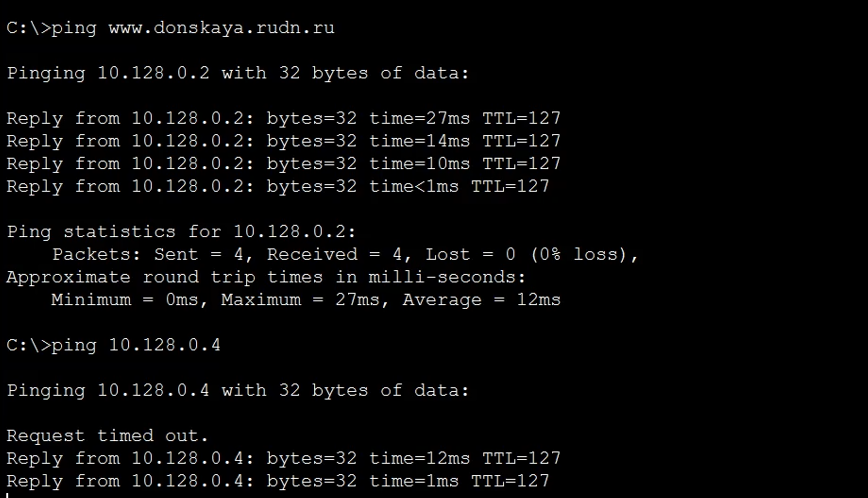 C:\>ping www.donskaya.rudn.ru
Pinging 10.128.0.2 with 32 bytes of data:
Reply from 10.128.0.2: bytes=32 time=27ms TTL=127
Reply from 10.128.0.2: bytes=32 time=14ms TTL=127
Reply from 10.128.0.2: bytes=32 time=10ms TTL=127
Reply from 10.128.0.2: bytes=32 time<1ms TTL=127
Ping statistics for 10.128.0.2:
    Packets: Sent = 4, Received = 4, Lost = 0 (0% loss),
Approximate round trip times in milli-seconds:
    Minimum = 0ms, Maximum = 27ms, Average = 12ms
C:\>ping 10.128.0.4
Pinging 10.128.0.4 with 32 bytes of data:
Request timed out.
Reply from 10.128.0.4: bytes=32 time=12ms TTL=127
Reply from 10.128.0.4: bytes=32 time=1ms TTL=127